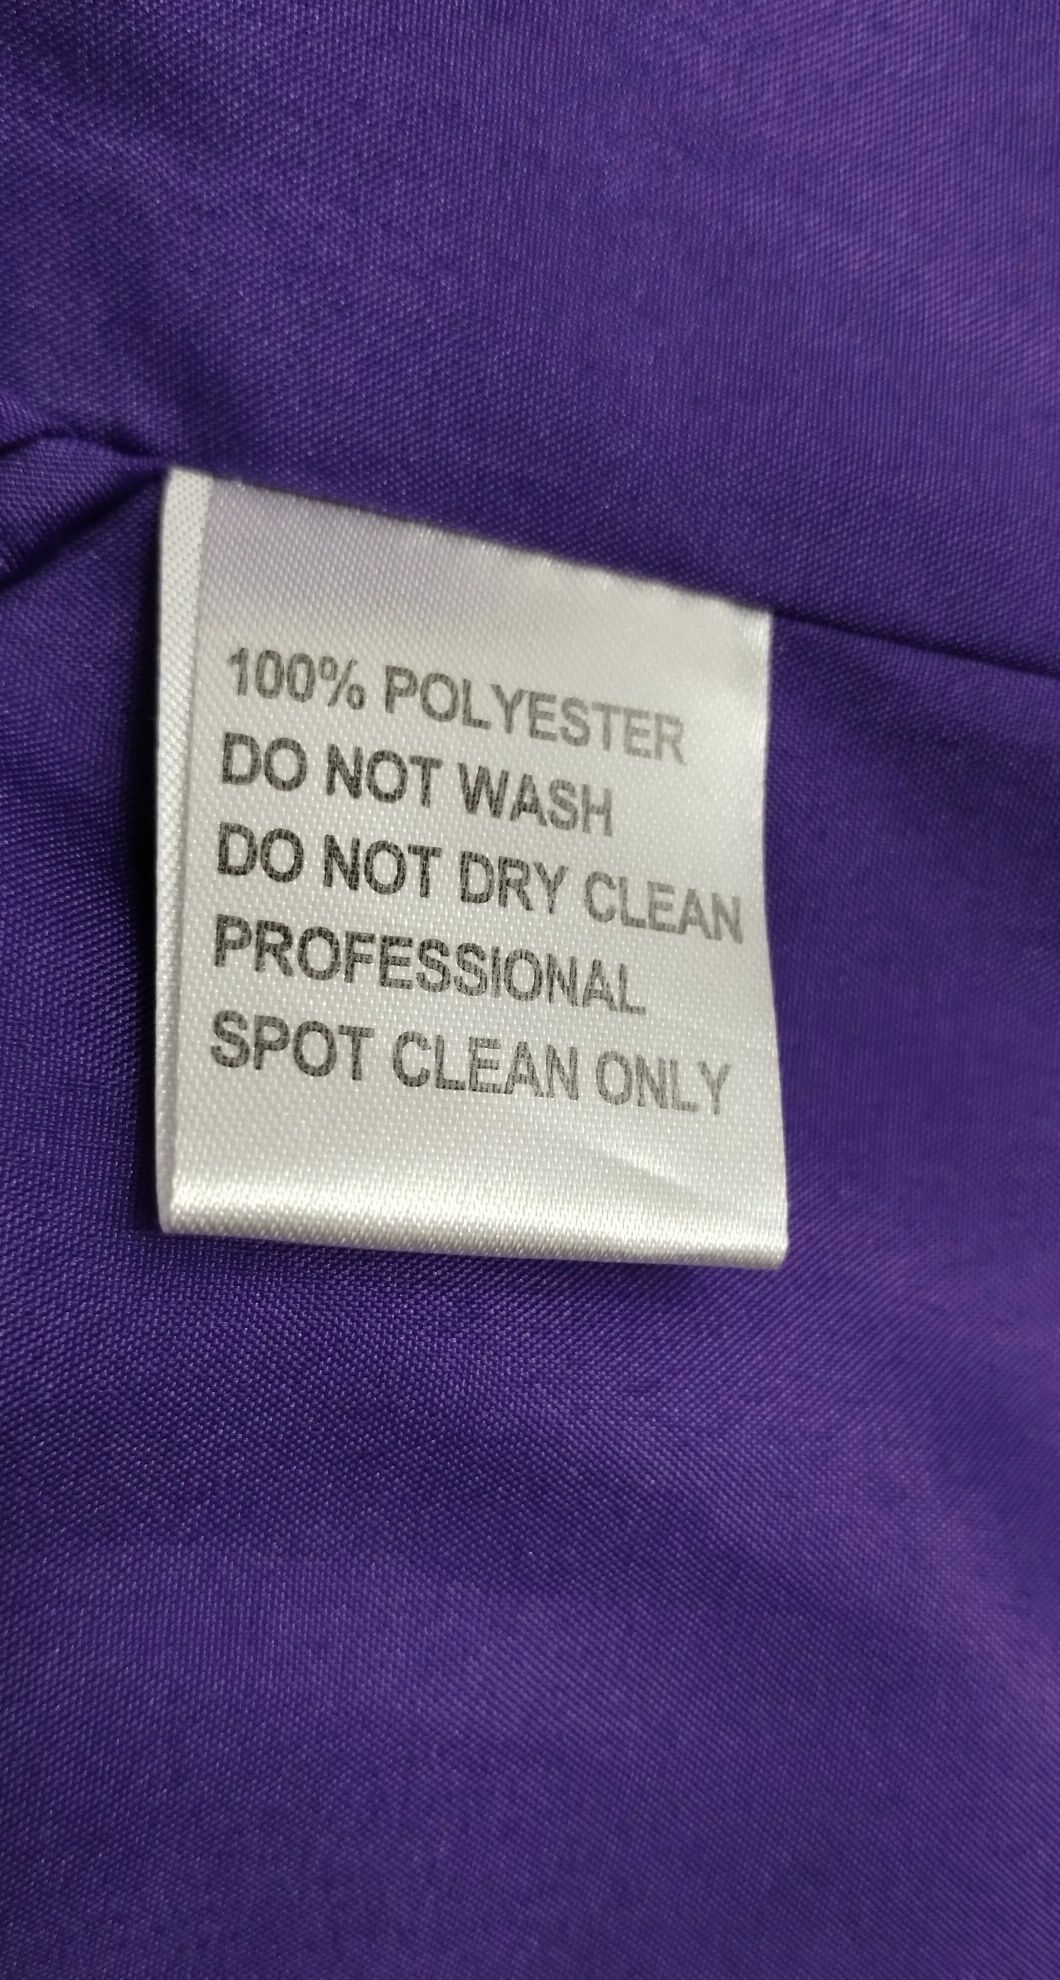 100% POLYESTER
DO NOT WASH
DO NOT DRY CLEAN
PROFESSIONAL
SPOT CLEAN ONLY